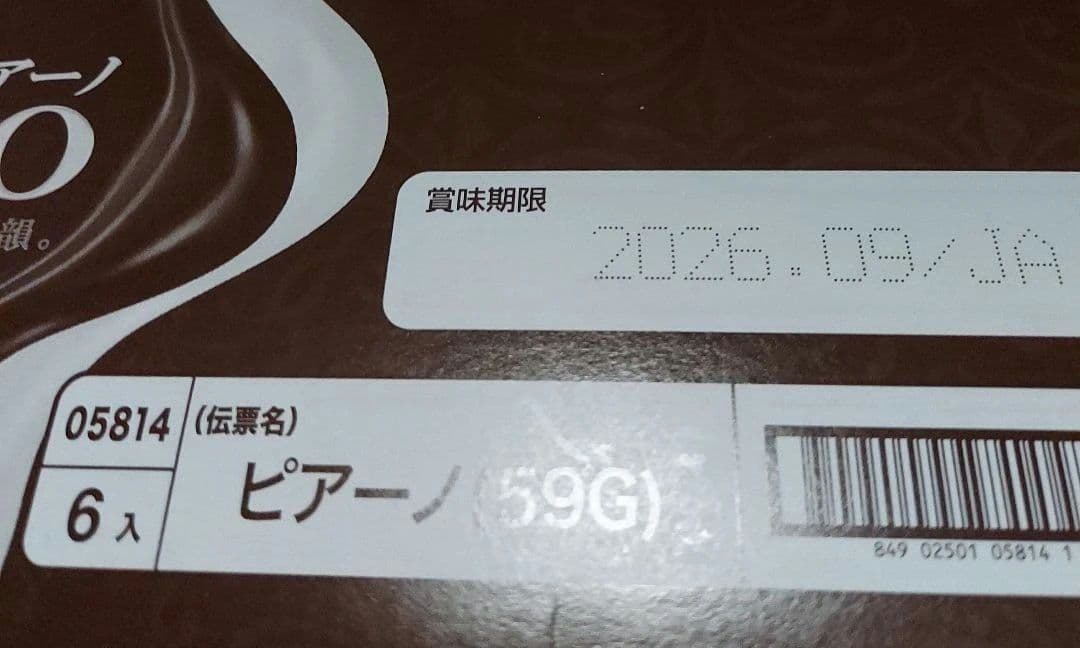 アーノ
O
韻。
賞味期限
2026.09/JA
05814
(伝票名)
6入
ピアーノ(59G)
849 02501 05814 1